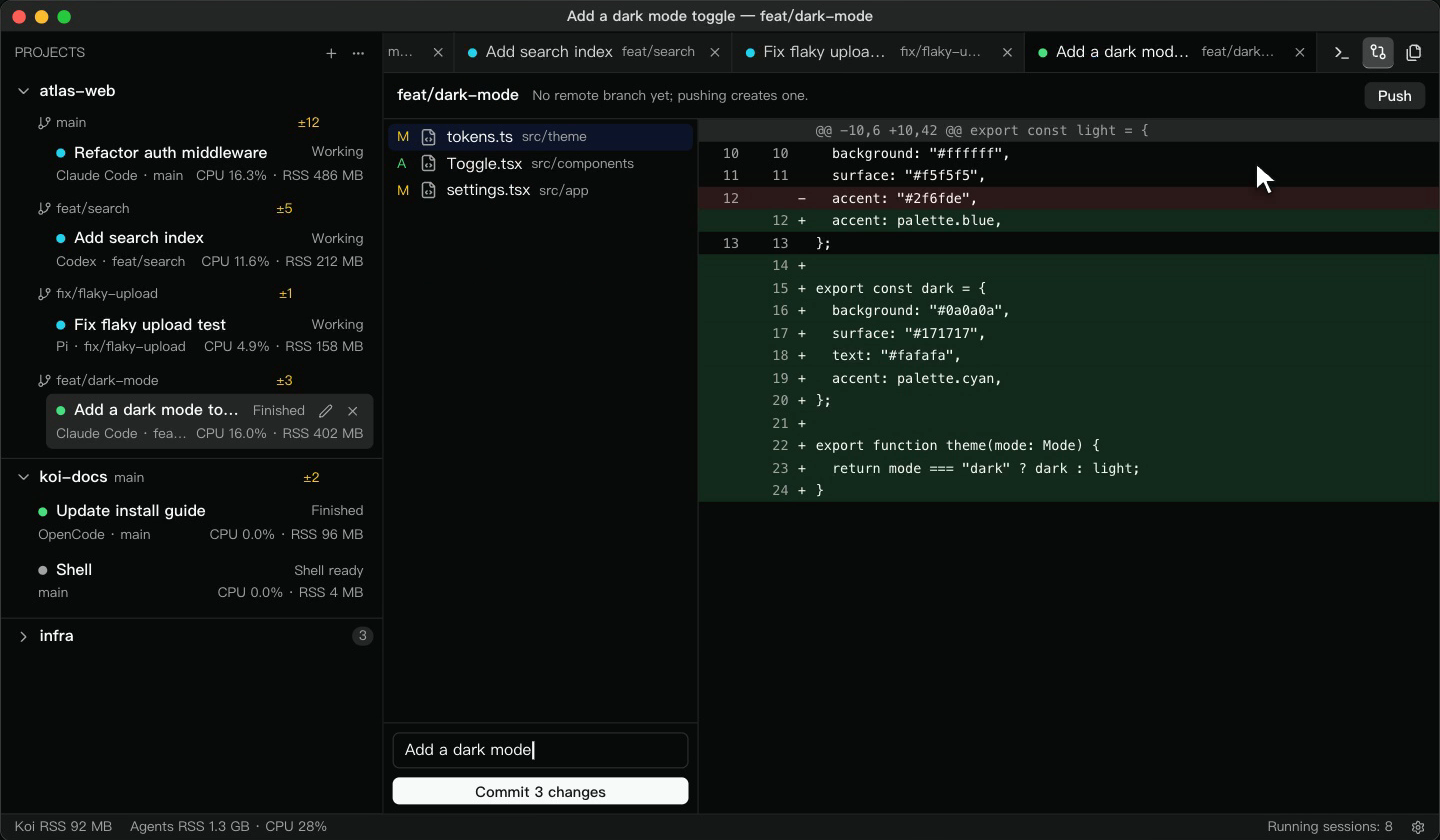 Add a dark mode toggle — feat/dark-mode
PROJECTS
atlas-web
main ±12
Refactor auth middleware Working
Claude Code · main CPU 16.3% · RSS 486 MB
feat/search ±5
Add search index Working
Codex · feat/search CPU 11.6% · RSS 212 MB
fix/flaky-upload ±1
Fix flaky upload test Working
Pi · fix/flaky-upload CPU 4.9% · RSS 158 MB
feat/dark-mode ±3
Add a dark mode to... Finished
Claude Code · fea... CPU 16.0% · RSS 402 MB
koi-docs main ±2
Update install guide Finished
OpenCode · main CPU 0.0% · RSS 96 MB
Shell Shell ready
main CPU 0.0% · RSS 4 MB
infra 3
m... Add search index feat/search Fix flaky uploa... fix/flaky-u... Add a dark mod... feat/dark...
feat/dark-mode No remote branch yet; pushing creates one. Push
M tokens.ts src/theme
A Toggle.tsx src/components
M settings.tsx src/app
Add a dark mode
Commit 3 changes
@@ -10,6 +10,42 @@ export const light = {
10 10 background: "#ffffff",
11 11 surface: "#f5f5f5",
12 - accent: "#2f6fde",
12 + accent: palette.blue,
13 13 };
14 +
15 + export const dark = {
16 + background: "#0a0a0a",
17 + surface: "#171717",
18 + text: "#fafafa",
19 + accent: palette.cyan,
20 + };
21 +
22 + export function theme(mode: Mode) {
23 + return mode === "dark" ? dark : light;
24 + }
Koi RSS 92 MB Agents RSS 1.3 GB · CPU 28% Running sessions: 8